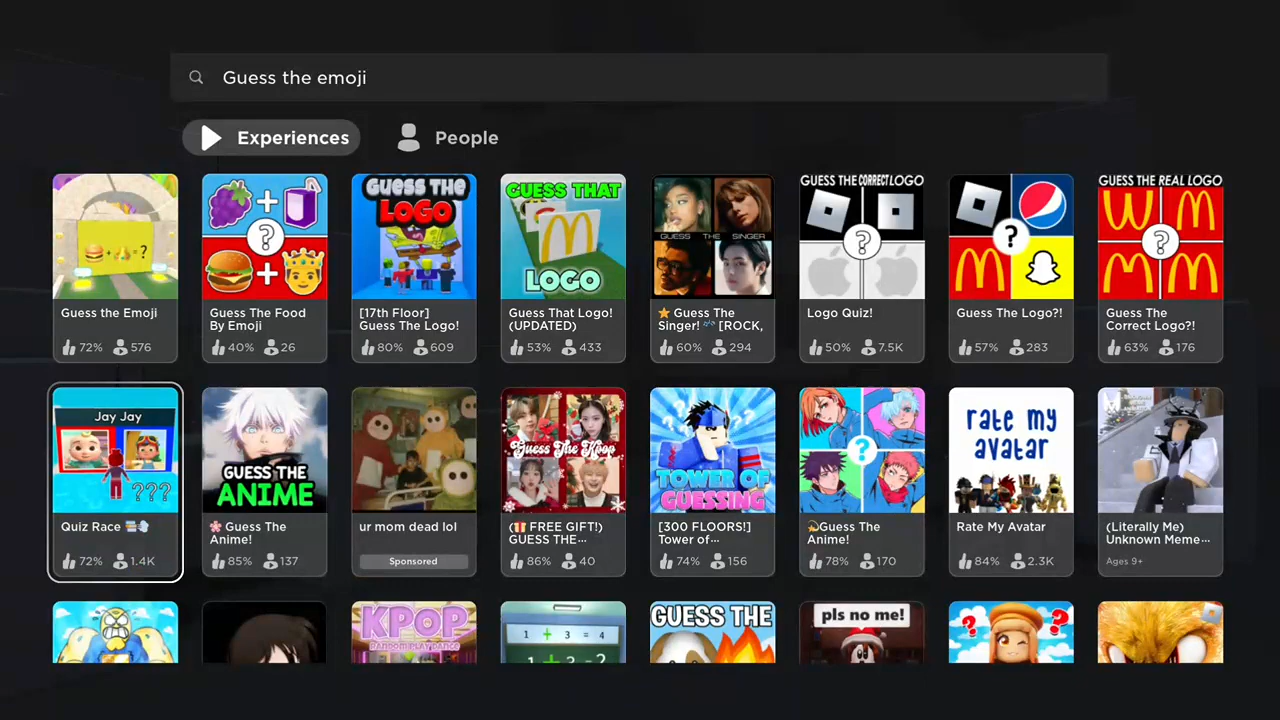 Guess the emoji
Experiences
People
GUESS THE
LOGO
GUESS THAT
LOGO
GUESS THE SINGER
GUESS THE CORRECT LOGO
?
?
GUESS THE REAL LOGO
?
= ?
?
Guess the Emoji
Guess The Food
By Emoji
[17th Floor]
Guess The Logo!
Guess That Logo!
(UPDATED)
Guess The
Singer! [ROCK,
Logo Quiz!
Guess The Logo?!
Guess The
Correct Logo?!
72% 576
40% 26
80% 609
53% 433
60% 294
50% 7.5K
57% 283
63% 176
Jay Jay
???
GUESS THE
ANIME
Guess The Kpop
TOWER OF
GUESSING
?
rate my
avatar
Quiz Race
Guess The
Anime!
ur mom dead lol
(FREE GIFT!)
GUESS THE...
[300 FLOORS!]
Tower of...
Guess The
Anime!
Rate My Avatar
(Literally Me)
Unknown Meme...
72% 1.4K
85% 137
Sponsored
86% 40
74% 156
78% 170
84% 2.3K
Ages 9+
KPOP
RANDOM PLAY DANCE
1 + 3 = 4
GUESS THE
pls no me!
? ?